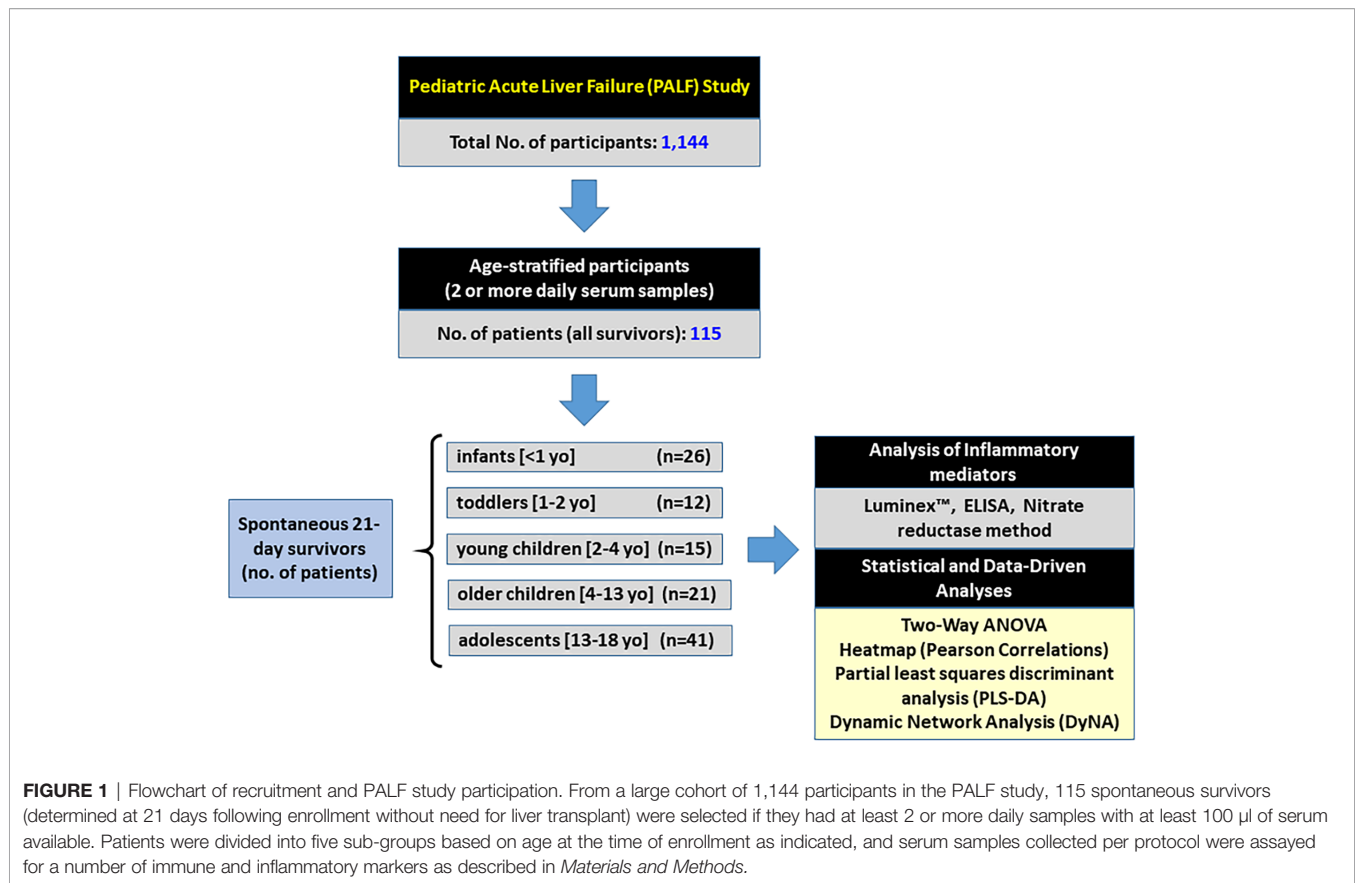 Pediatric Acute Liver Failure (PALF) Study
Total No. of participants: 1,144
Age-stratified participants
(2 or more daily serum samples)
No. of patients (all survivors): 115
Spontaneous 21-
day survivors
(no. of patients)
infants [<1 yo] (n=26)
toddlers [1-2 yo] (n=12)
young children [2-4 yo] (n=15)
older children [4-13 yo] (n=21)
adolescents [13-18 yo] (n=41)
Analysis of Inflammatory
mediators
Luminex™, ELISA, Nitrate
reductase method
Statistical and Data-Driven
Analyses
Two-Way ANOVA
Heatmap (Pearson Correlations)
Partial least squares discriminant
analysis (PLS-DA)
Dynamic Network Analysis (DyNA)
FIGURE 1 | Flowchart of recruitment and PALF study participation. From a large cohort of 1,144 participants in the PALF study, 115 spontaneous survivors
(determined at 21 days following enrollment without need for liver transplant) were selected if they had at least 2 or more daily samples with at least 100 µl of serum
available. Patients were divided into five sub-groups based on age at the time of enrollment as indicated, and serum samples collected per protocol were assayed
for a number of immune and inflammatory markers as described in Materials and Methods.